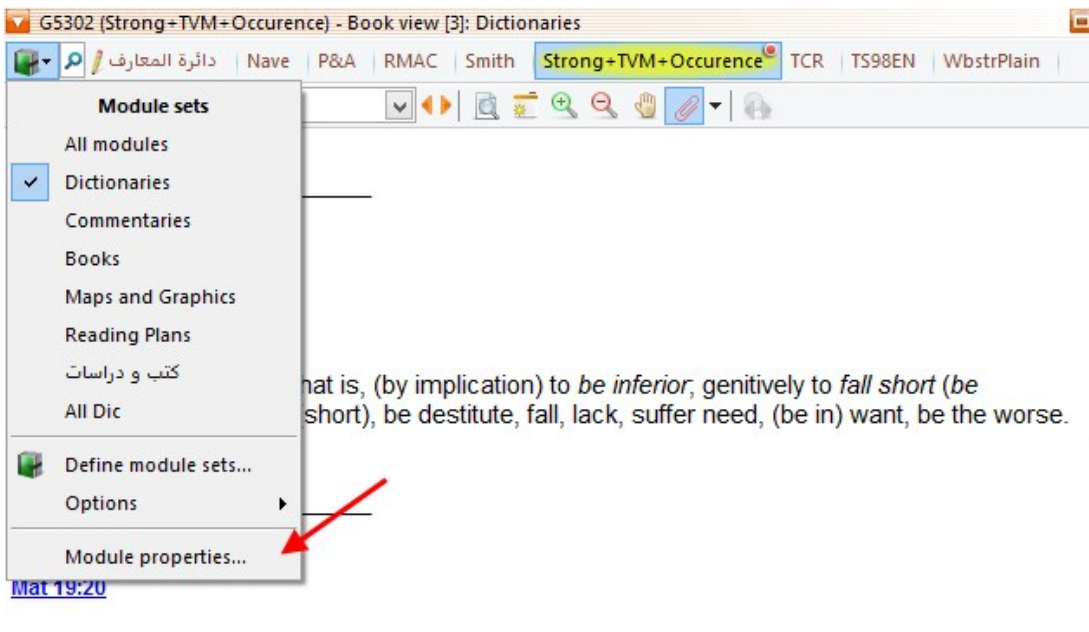 G5302 (Strong+TVM+Occurence) - Book view [3]: Dictionaries
دائرة المعارف Nave P&A RMAC Smith Strong+TVM+Occurence TCR TS98EN WbstrPlain
Module sets
All modules
Dictionaries
Commentaries
Books
Maps and Graphics
Reading Plans
كتب و دراسات
hat is, (by implication) to be inferior; genitively to fall short (be
All Dic
short), be destitute, fall, lack, suffer need, (be in) want, be the worse.
Define module sets...
Options
Module properties...
Mat 19:20